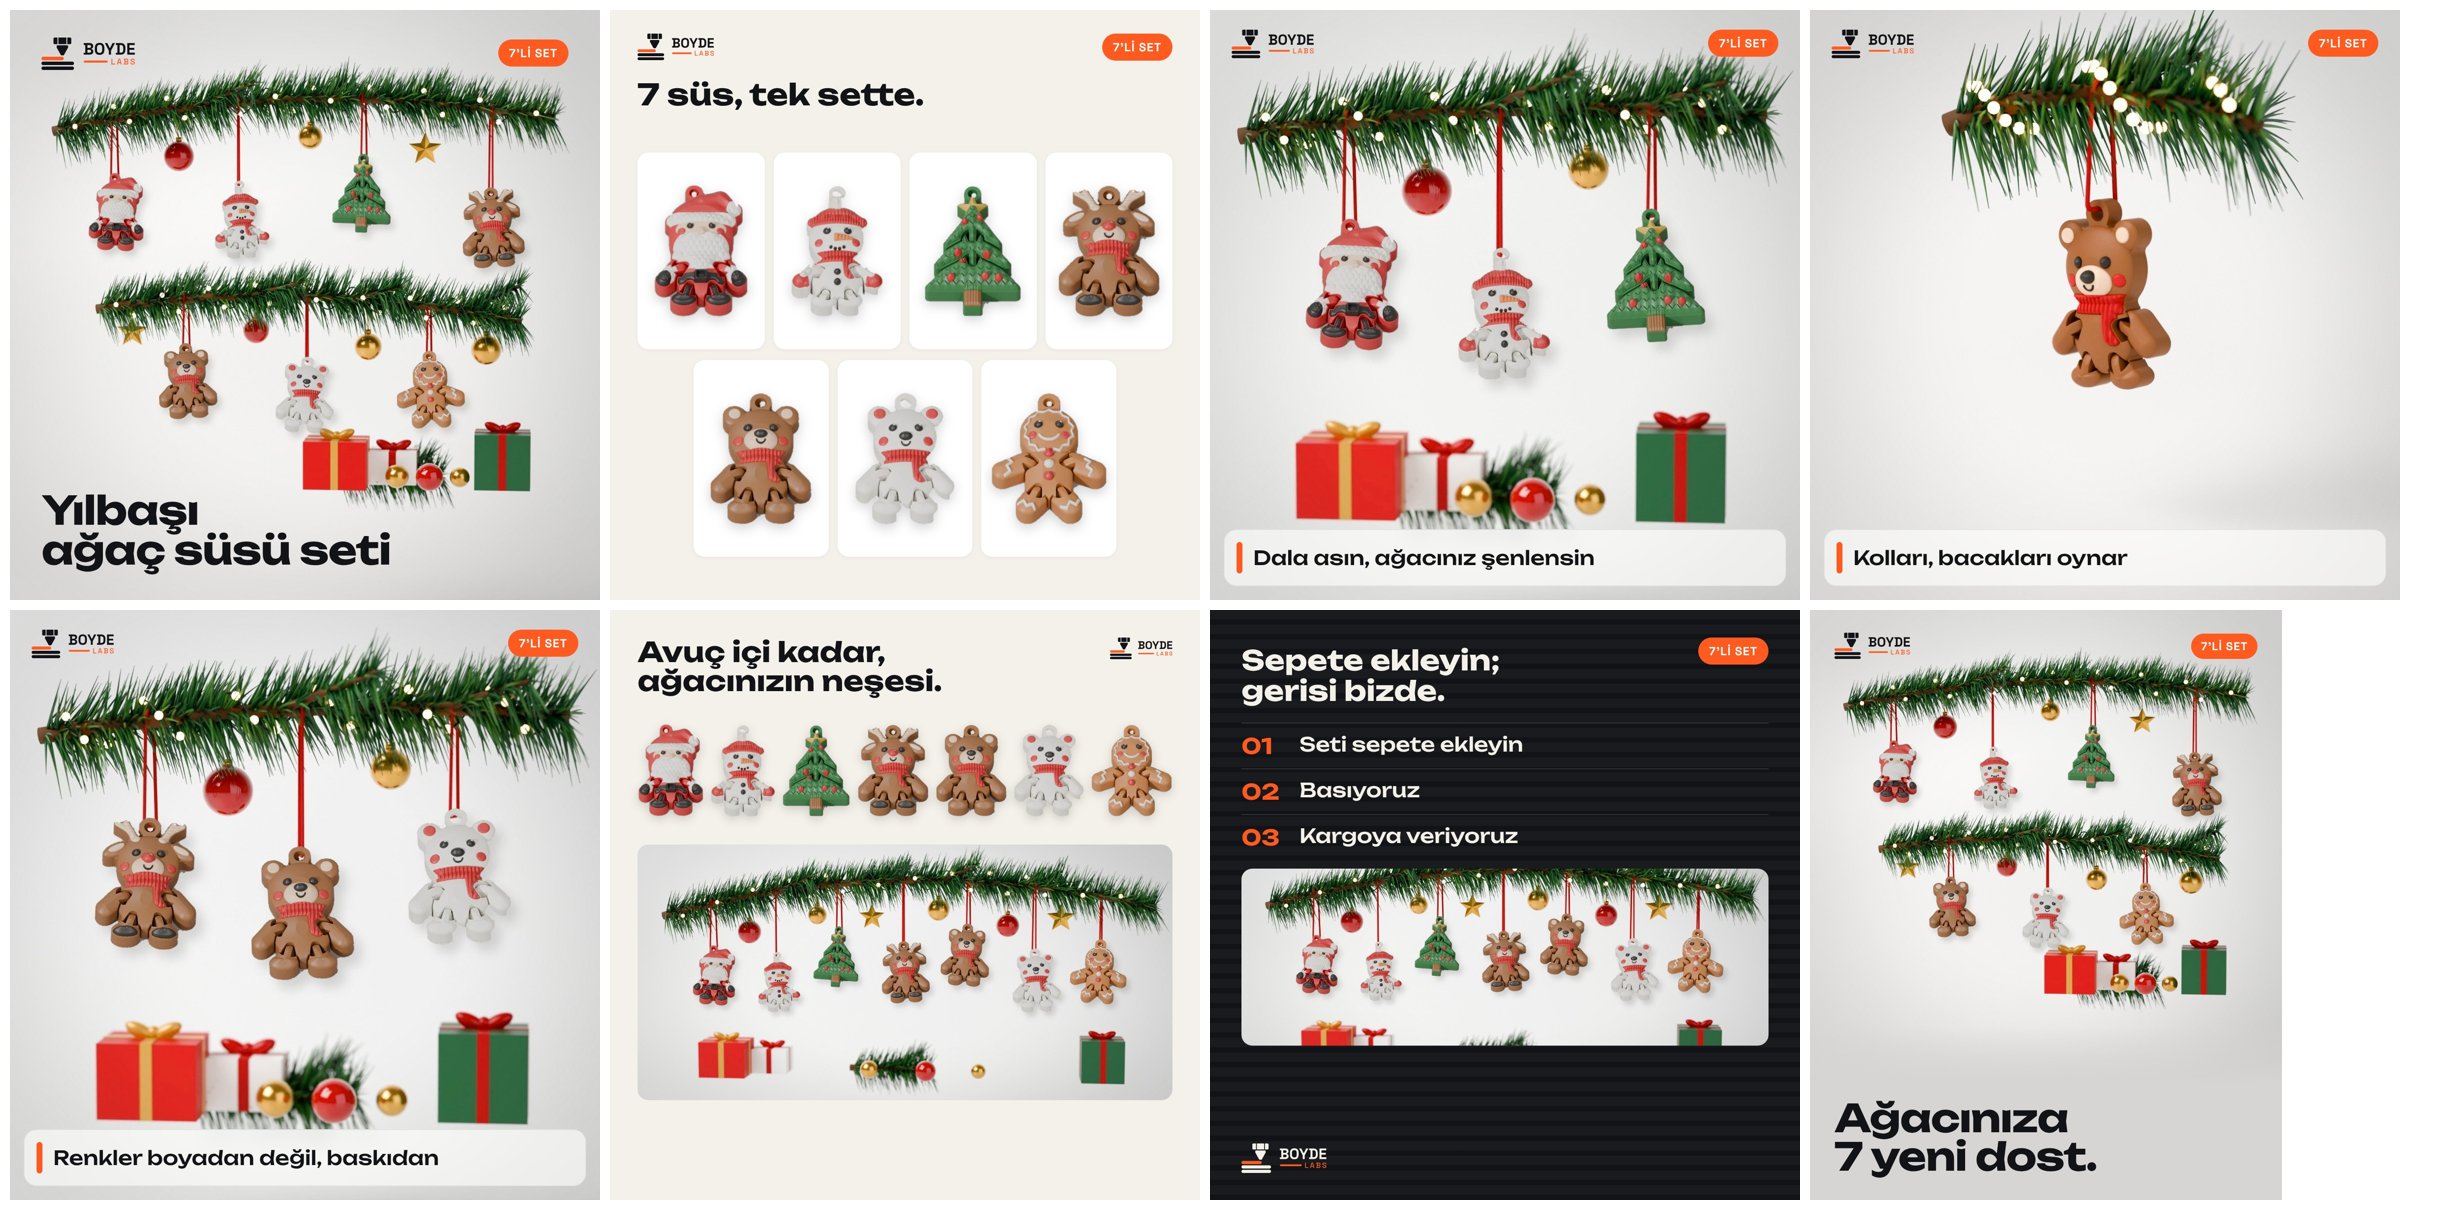 BOYDE
LABS
7'Lİ SET
Yılbaşı
ağaç süsü seti
BOYDE
LABS
7'Lİ SET
7 süs, tek sette.
BOYDE
LABS
7'Lİ SET
Dala asın, ağacınız şenlensin
BOYDE
LABS
7'Lİ SET
Kolları, bacakları oynar
BOYDE
LABS
7'Lİ SET
Renkler boyadan değil, baskıdan
Avuç içi kadar,
ağacınızın neşesi.
BOYDE
LABS
Sepete ekleyin;
gerisi bizde.
7'Lİ SET
01 Seti sepete ekleyin
02 Basıyoruz
03 Kargoya veriyoruz
BOYDE
LABS
BOYDE
LABS
7'Lİ SET
Ağacınıza
7 yeni dost.